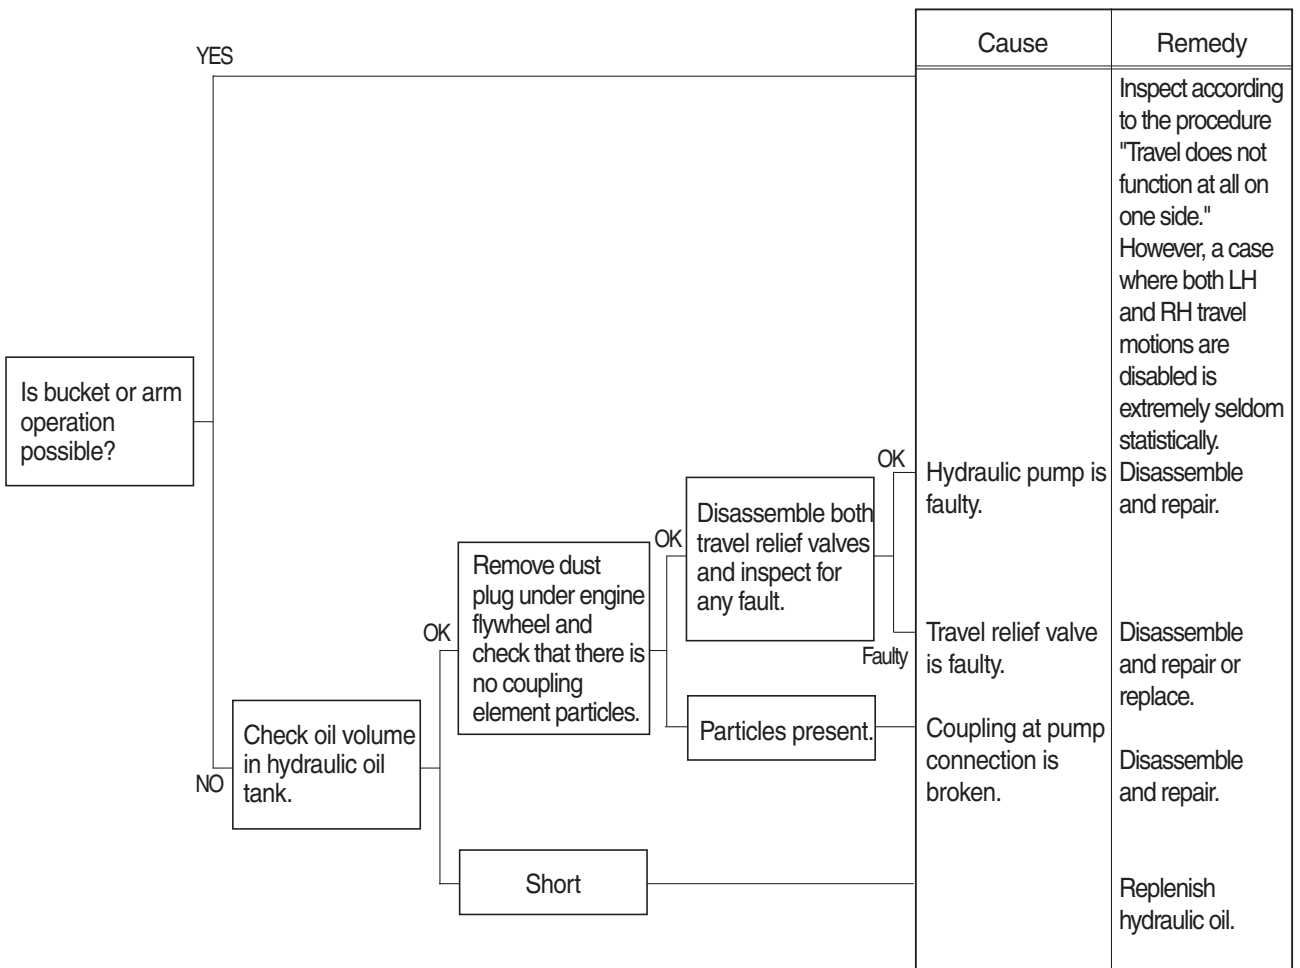 Cause
Remedy
YES
Inspect according
to the procedure
"Travel does not
function at all on
one side."
However, a case
where both LH
and RH travel
motions are
disabled is
extremely seldom
statistically.
Is bucket or arm
operation
possible?
NO
Check oil volume
in hydraulic oil
tank.
OK
Remove dust
plug under engine
flywheel and
check that there is
no coupling
element particles.
OK
Disassemble both
travel relief valves
and inspect for
any fault.
OK
Hydraulic pump is
faulty.
Disassemble
and repair.
Faulty
Travel relief valve
is faulty.
Disassemble
and repair or
replace.
Particles present.
Coupling at pump
connection is
broken.
Disassemble
and repair.
Short
Replenish
hydraulic oil.